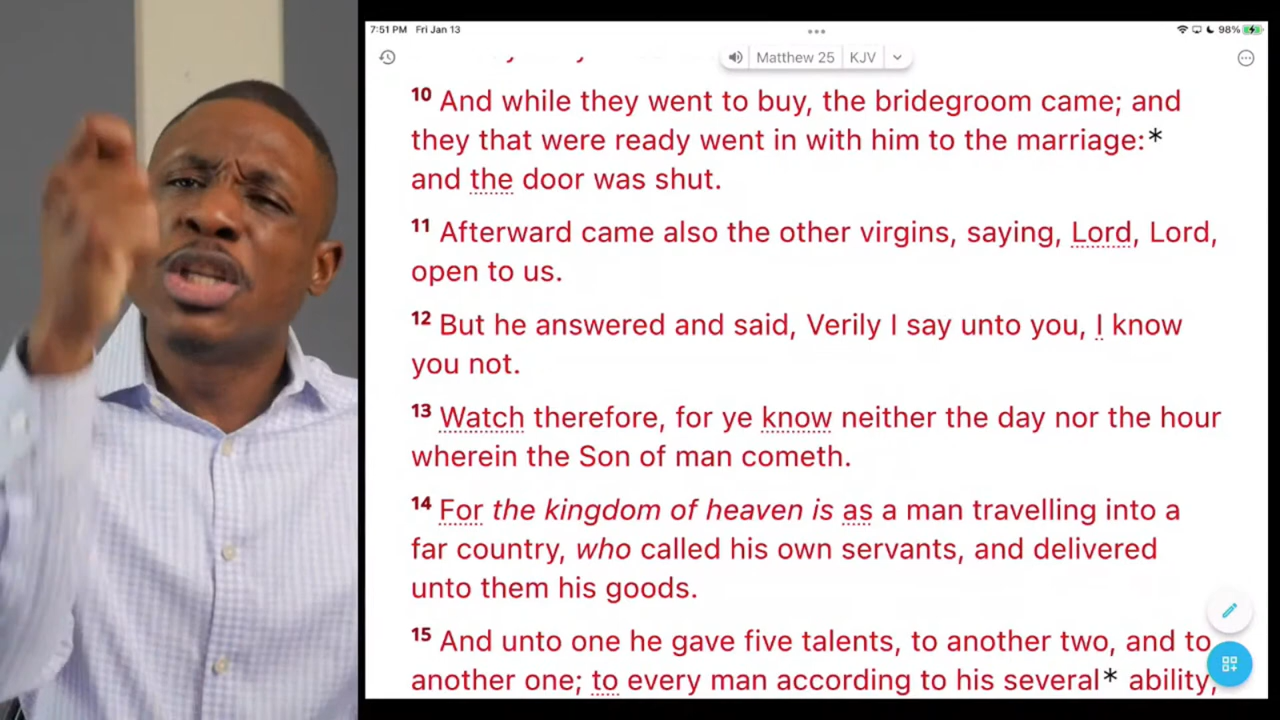 7:51 PM Fri Jan 13
98%
Matthew 25 KJV
10 And while they went to buy, the bridegroom came; and
they that were ready went in with him to the marriage:*
and the door was shut.
11 Afterward came also the other virgins, saying, Lord, Lord,
open to us.
12 But he answered and said, Verily I say unto you, I know
you not.
13 Watch therefore, for ye know neither the day nor the hour
wherein the Son of man cometh.
14 For the kingdom of heaven is as a man travelling into a
far country, who called his own servants, and delivered
unto them his goods.
15 And unto one he gave five talents, to another two, and to
another one; to every man according to his several* ability;